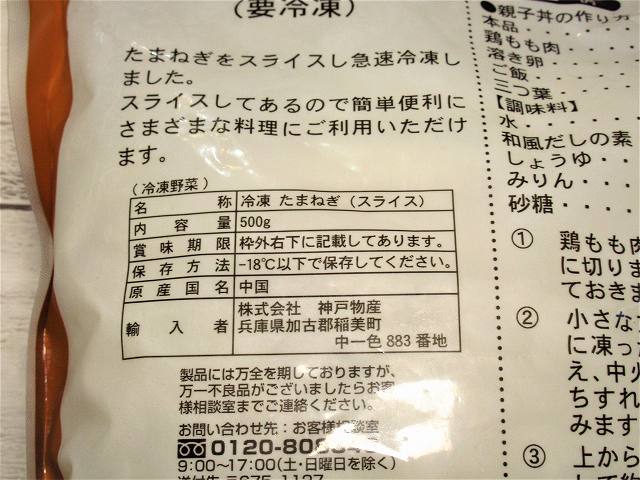 (要冷凍)
たまねぎをスライスし急速冷凍し
ました。
スライスしてあるので簡単便利に
さまざまな料理にご利用いただけ
ます。
(冷凍野菜)
名称 冷凍 たまねぎ(スライス)
内容量 500g
賞味期限 枠外右下に記載してあります。
保存方法 -18℃以下で保存してください。
原産国名 中国
輸入者 株式会社 神戸物産
兵庫県加古郡稲美町
中一色883番地
製品には万全を期しておりますが、
万一不良品がございましたらお客
様相談室までご連絡ください。
お問い合わせ先:お客様相談室
0120-80
9:00~17:00(土・日曜日を除く)
●親子丼の作り方
本品・・・・
鶏もも肉・・
溶き卵・・・
ご飯・・・・
三つ葉・・・
【調味料】
水・・・・・
和風だしの素
しょうゆ・・
みりん・・・
砂糖・・・・
① 鶏もも肉
に切りま
ておきま
② 小さな
に凍った
え、中火
ちすれ
みます
③ 上から